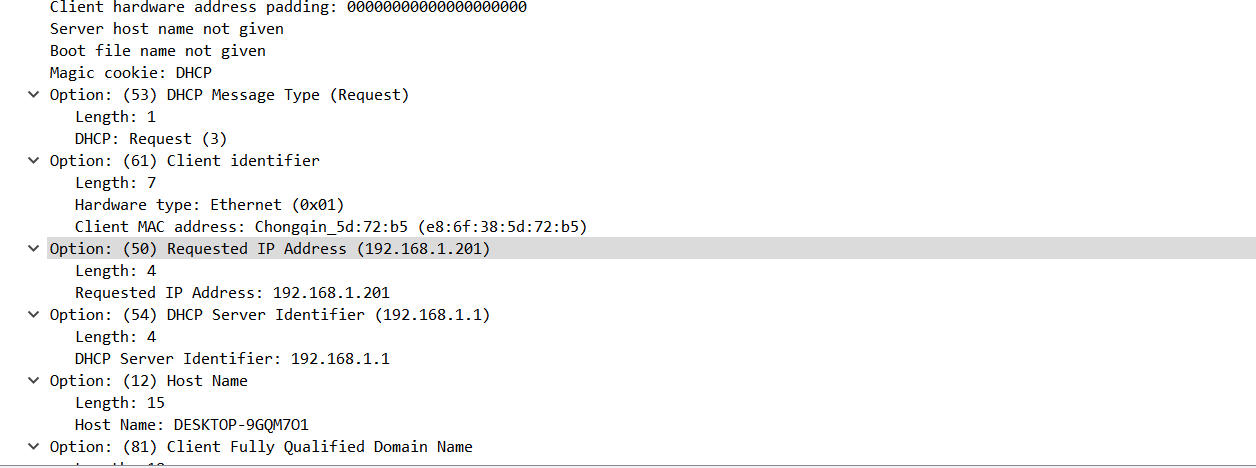 Client hardware address padding: 00000000000000000000
Server host name not given
Boot file name not given
Magic cookie: DHCP
Option: (53) DHCP Message Type (Request)
Length: 1
DHCP: Request (3)
Option: (61) Client identifier
Length: 7
Hardware type: Ethernet (0x01)
Client MAC address: Chongqin_5d:72:b5 (e8:6f:38:5d:72:b5)
Option: (50) Requested IP Address (192.168.1.201)
Length: 4
Requested IP Address: 192.168.1.201
Option: (54) DHCP Server Identifier (192.168.1.1)
Length: 4
DHCP Server Identifier: 192.168.1.1
Option: (12) Host Name
Length: 15
Host Name: DESKTOP-9GQM7O1
Option: (81) Client Fully Qualified Domain Name